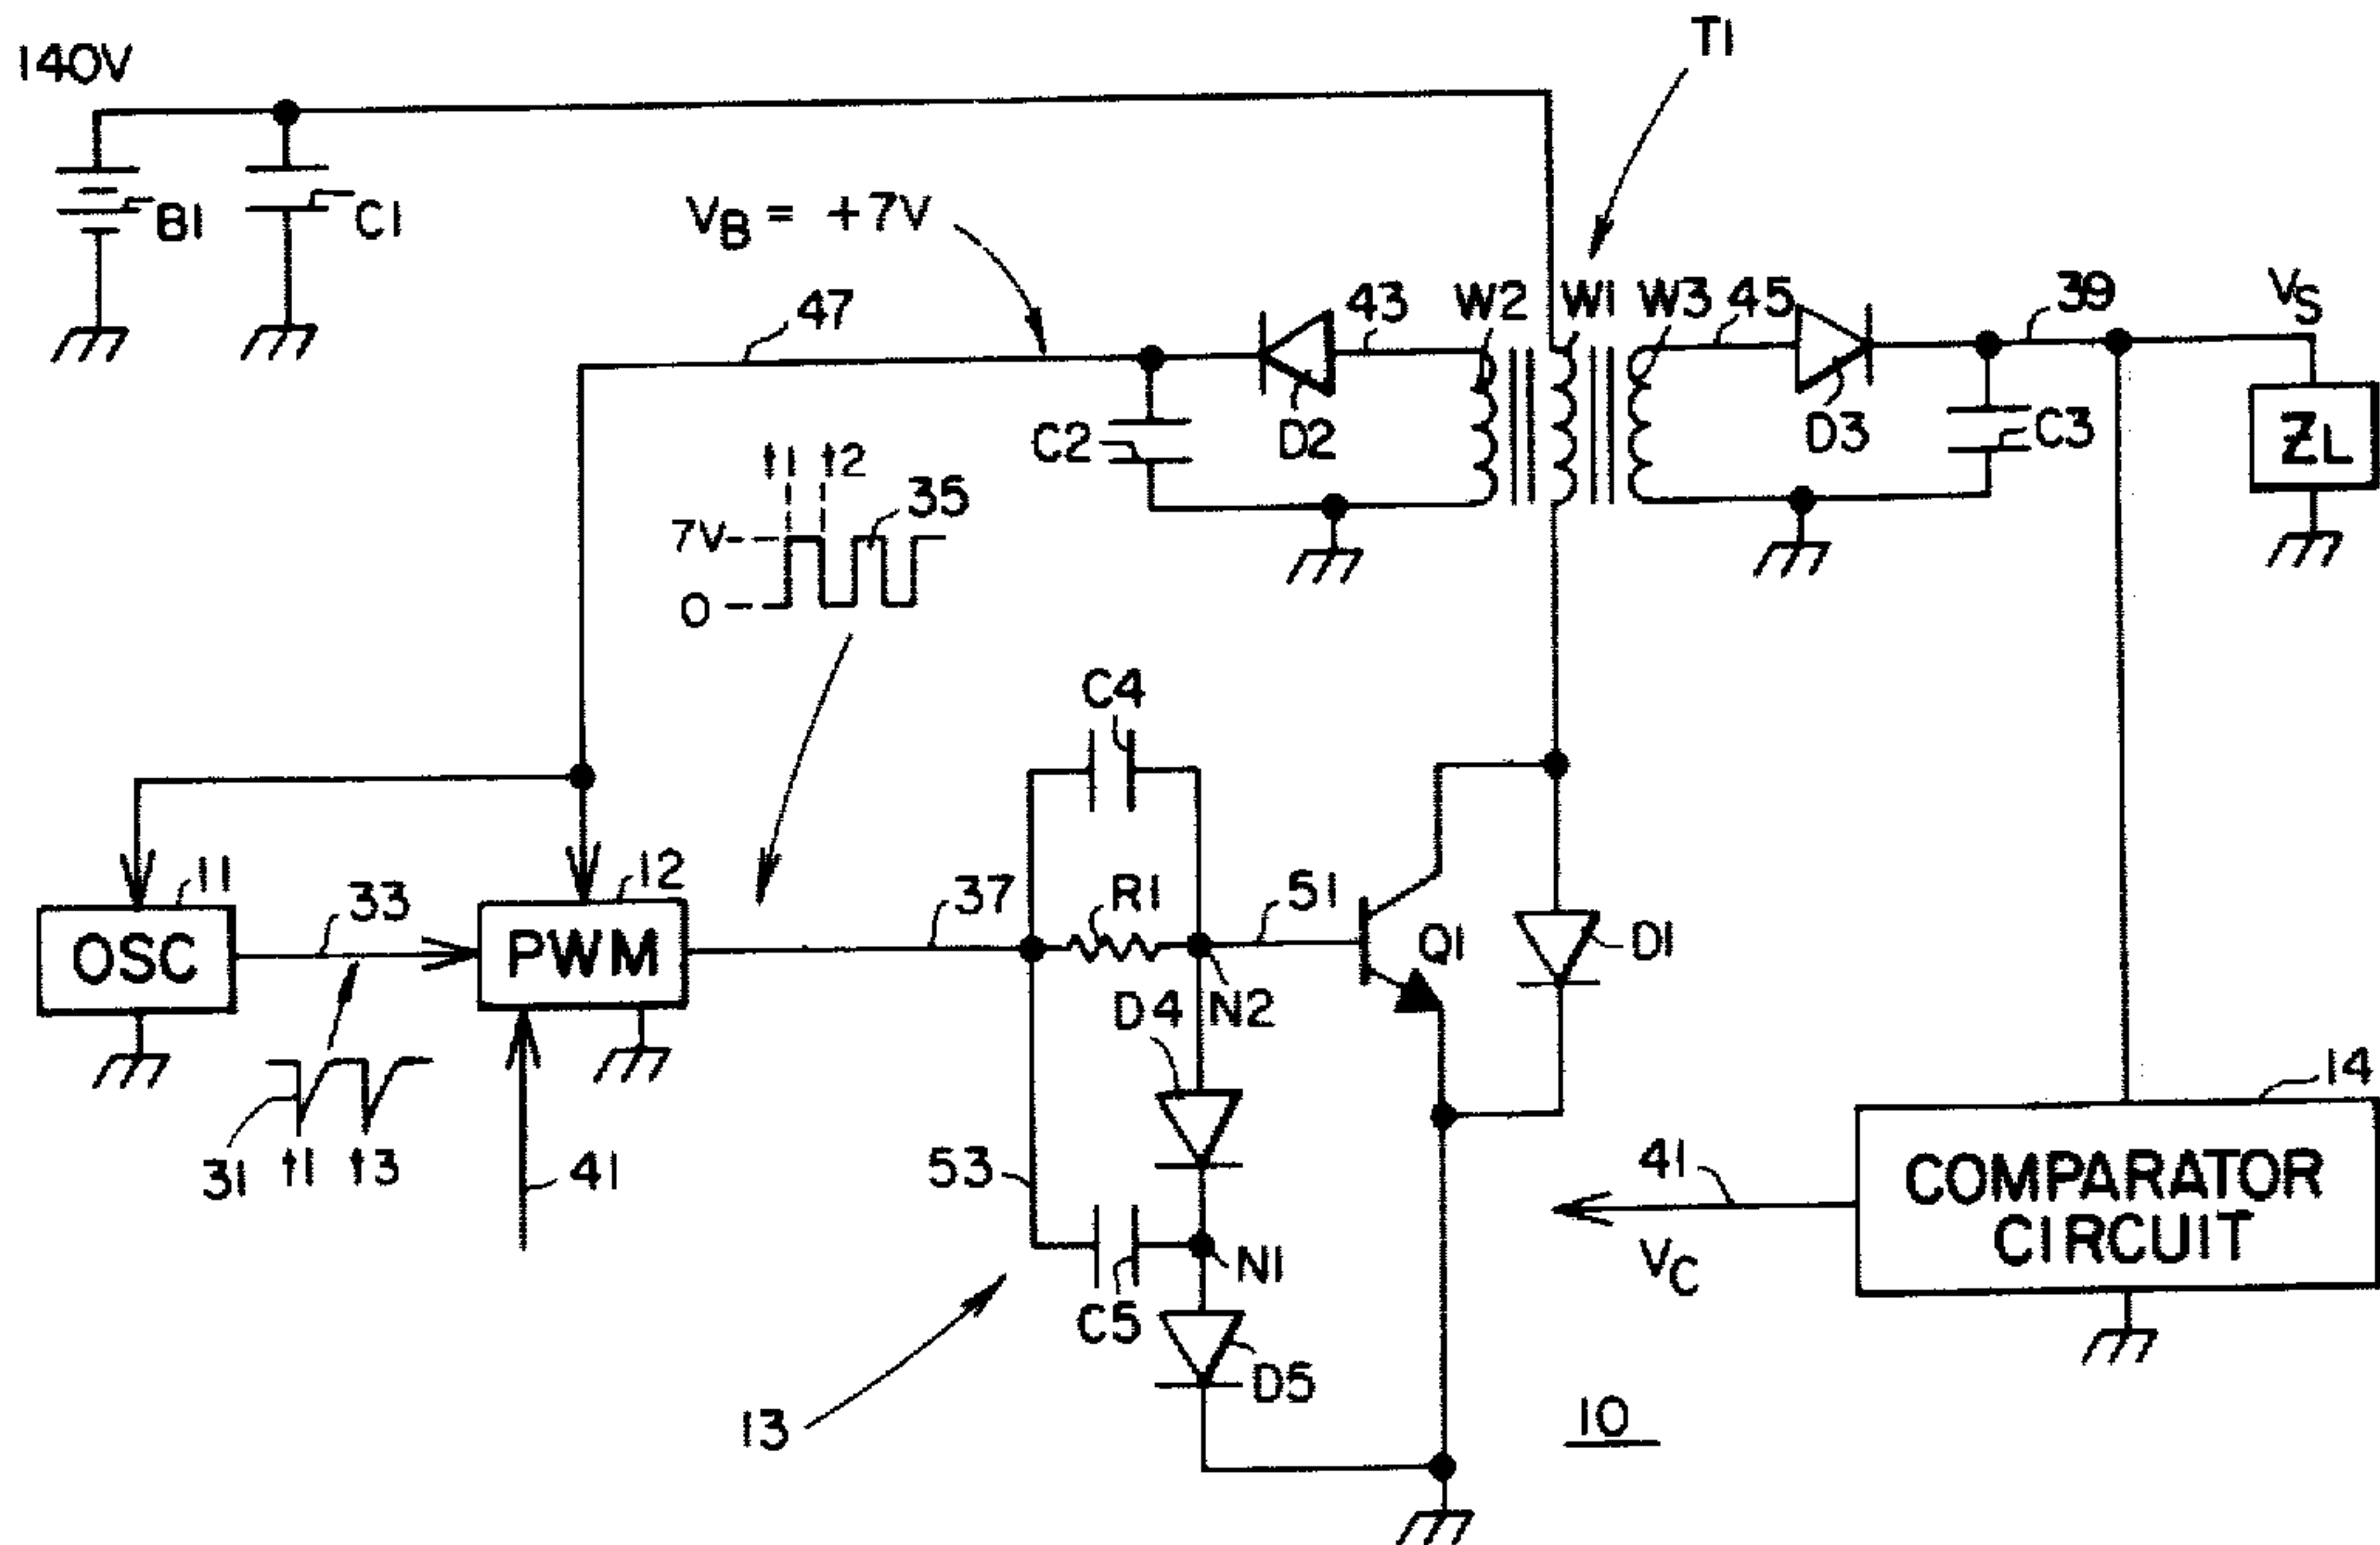 140V
T1
B1
C1
VB = +7V
47
43
W2
W1
W3
45
39
VS
C2
D2
D3
C3
ZL
t1 t2
7V
35
0
C4
11
33
12
37
R1
51
OSC
PWM
Q1
D1
D4
N2
31
t1
t3
41
53
N1
C5
D5
13
10
14
41
VC
COMPARATOR
CIRCUIT